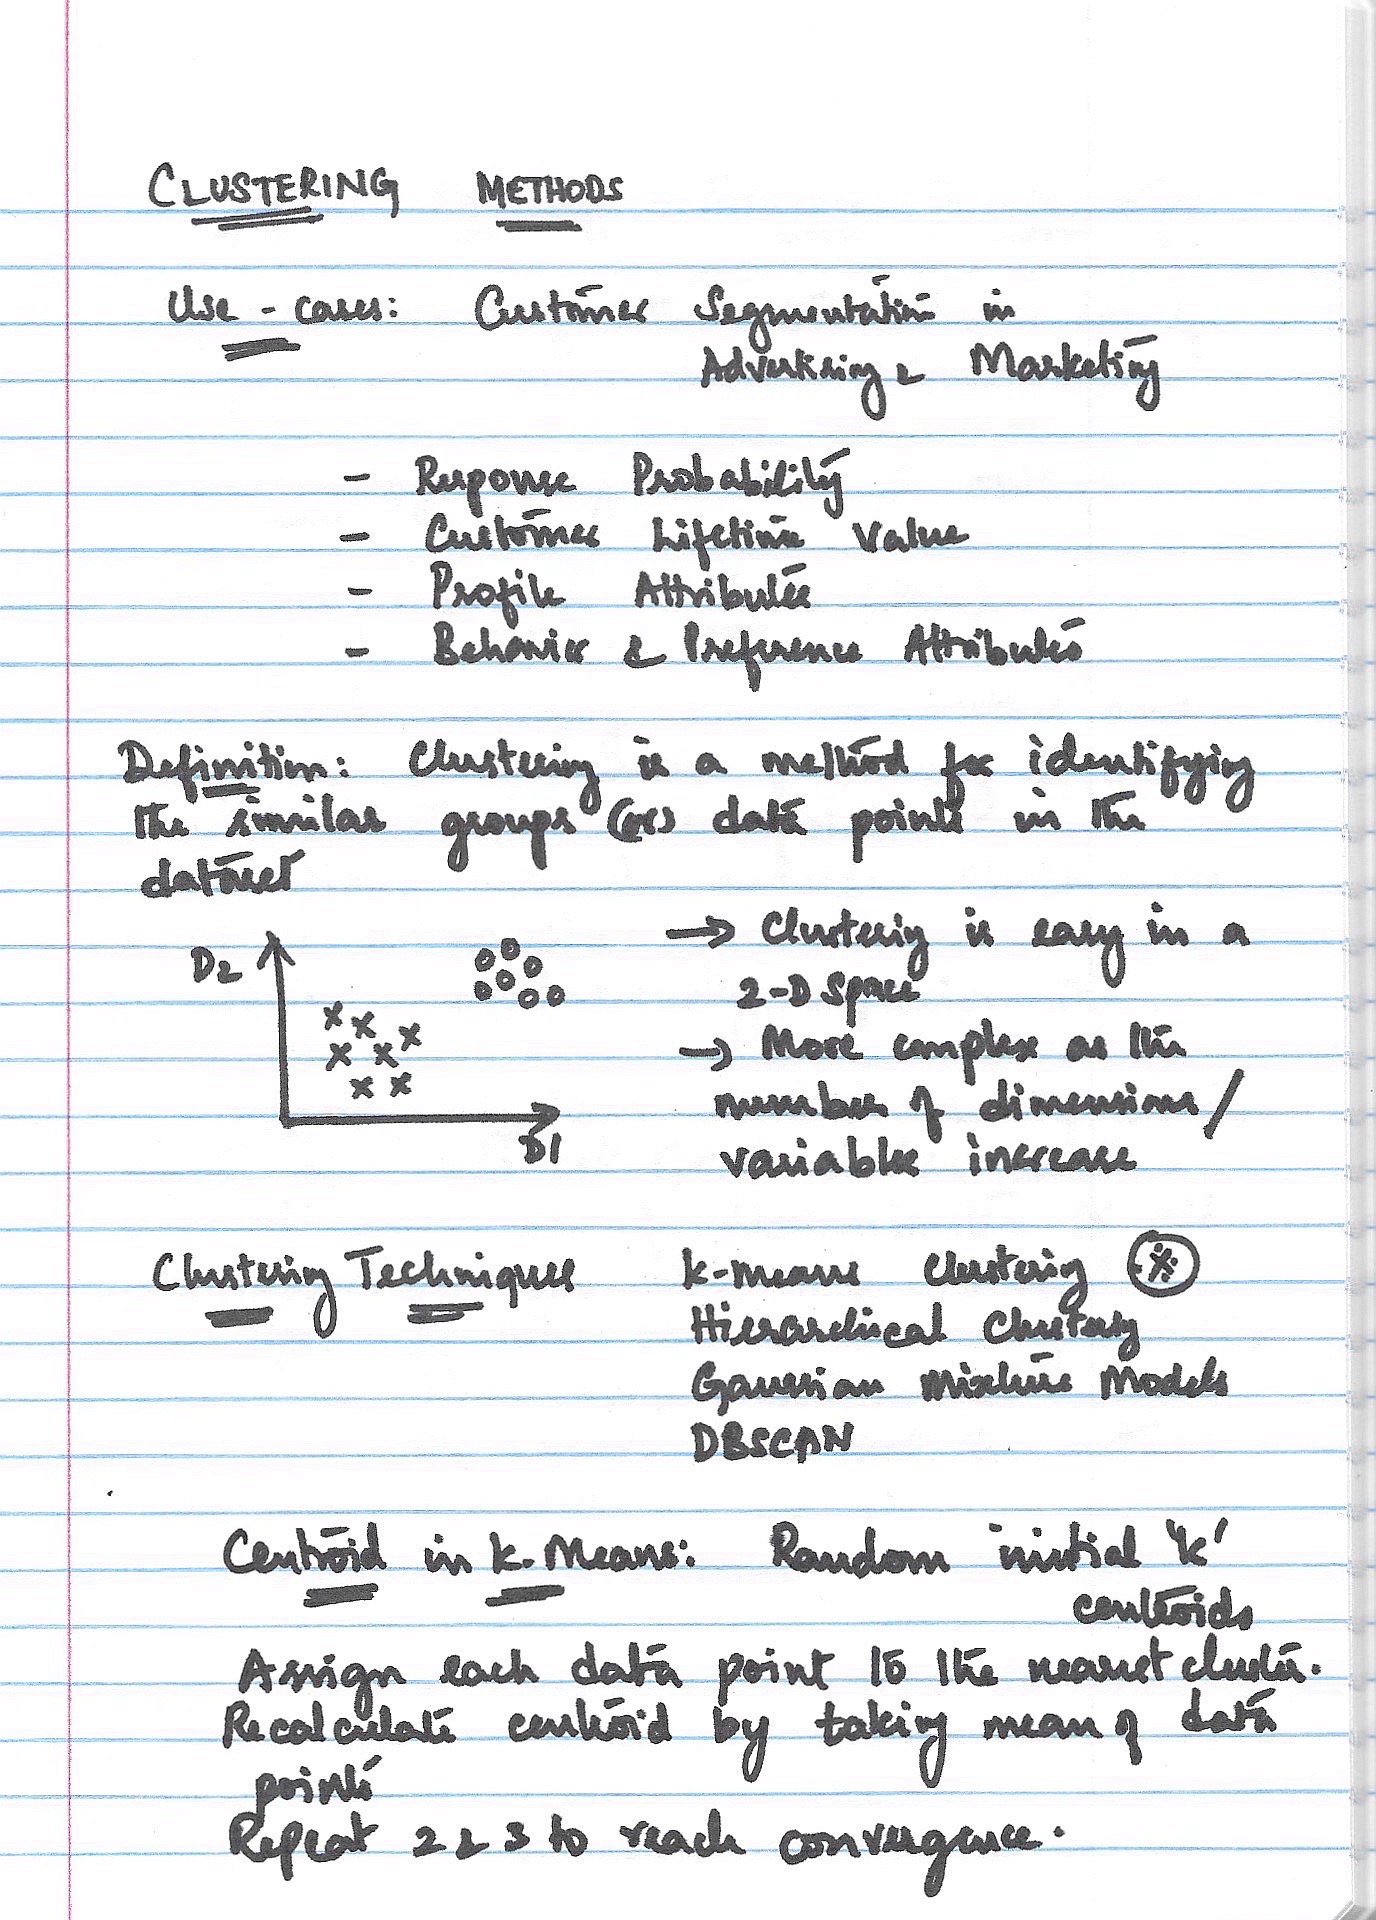 CLUSTERING METHODS
Use - cases: Customer Segmentation in
Advertising & Marketing
- Response Probability
- Customer Lifetime Value
- Profile Attributes
- Behavior & Preference Attributes
Definition: Clustering is a method for identifying
the similar groups (or) data points in the
dataset
D2
D1
→ Clustering is easy in a
2-D Space
→ More complex as the
number of dimensions/
variables increase
Clustering Techniques
k-means clustering *
Hierarchical Clustering
Gaussian Mixture Models
DBSCAN
Centroid in k-Means: Random initial 'k'
centroids
Assign each data point to the nearest cluster.
Recalculate centroid by taking mean of data
points
Repeat 2 & 3 to reach convergence.